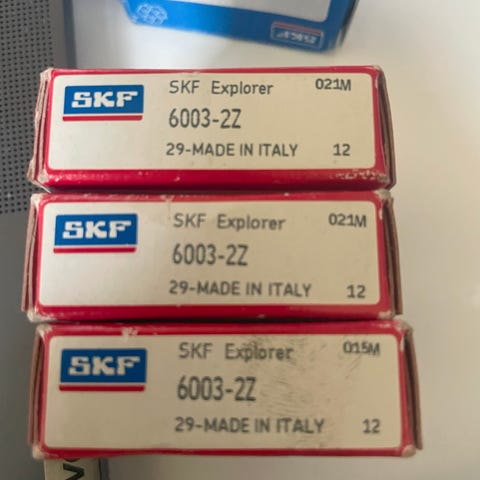 SKF
SKF Explorer 021M
6003-2Z
29-MADE IN ITALY 12
SKF
SKF Explorer 021M
6003-2Z
29-MADE IN ITALY 12
SKF
SKF Explorer 015M
6003-2Z
29-MADE IN ITALY 12